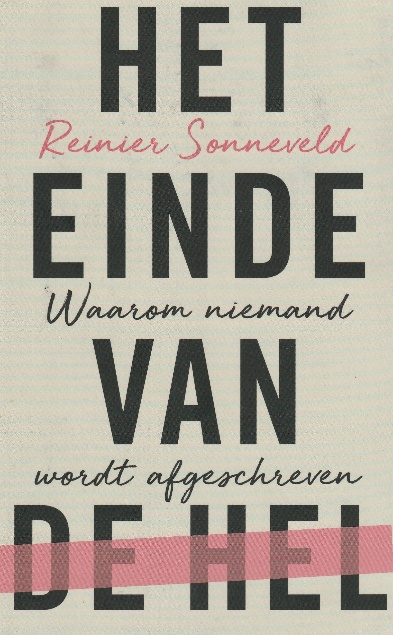 HET
Reinier Sonneveld
EINDE
Waarom niemand
VAN
wordt afgeschreven
DE HEL